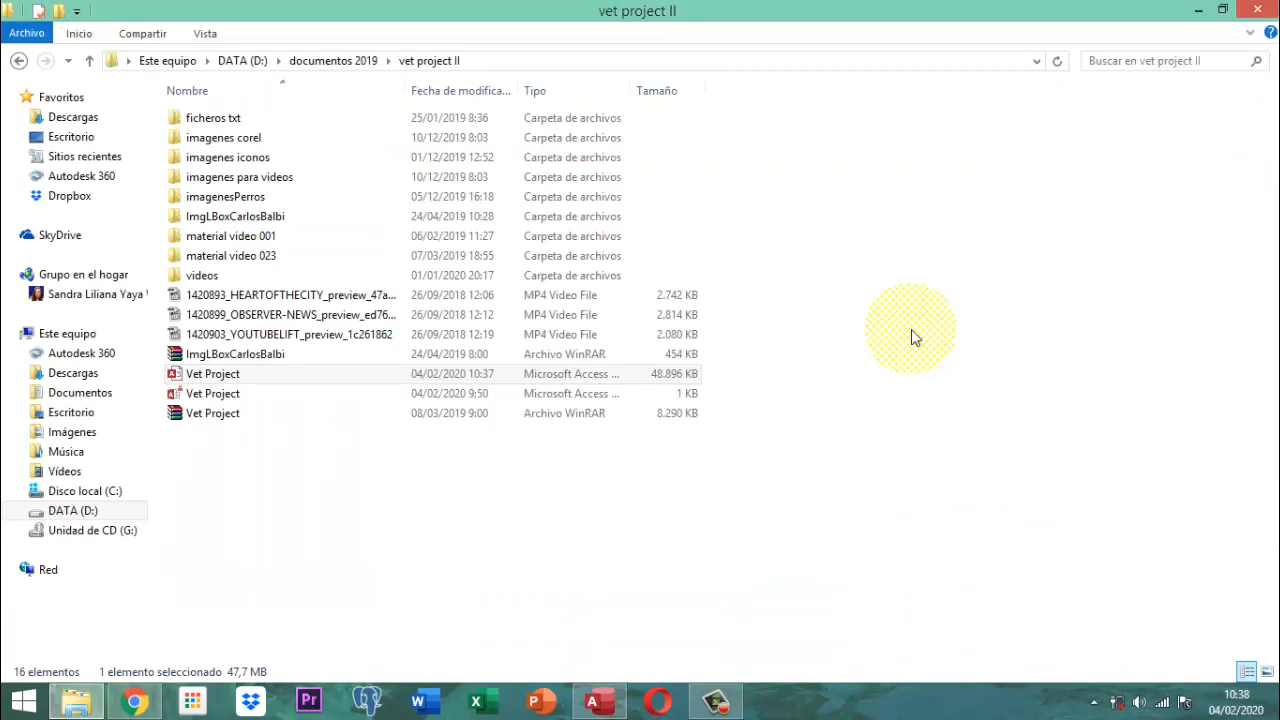 vet project II
Archivo Inicio Compartir Vista
Este equipo DATA (D:) documentos 2019 vet project II Buscar en vet project II
Nombre Fecha de modifica... Tipo Tamaño
Favoritos
Descargas
Escritorio
Sitios recientes
Autodesk 360
Dropbox
SkyDrive
Grupo en el hogar
Sandra Liliana Yaya
Este equipo
Autodesk 360
Descargas
Documentos
Escritorio
Imágenes
Música
Vídeos
Disco local (C:)
DATA (D:)
Unidad de CD (G:)
Red
ficheros txt 25/01/2019 8:36 Carpeta de archivos
imagenes corel 10/12/2019 8:03 Carpeta de archivos
imagenes iconos 01/12/2019 12:52 Carpeta de archivos
imagenes para videos 10/12/2019 8:03 Carpeta de archivos
imagenesPerros 05/12/2019 16:18 Carpeta de archivos
ImgLBoxCarlosBalbi 24/04/2019 10:28 Carpeta de archivos
material video 001 06/02/2019 11:27 Carpeta de archivos
material video 023 07/03/2019 18:55 Carpeta de archivos
videos 01/01/2020 20:17 Carpeta de archivos
1420893_HEARTOFTHECITY_preview_47a... 26/09/2018 12:06 MP4 Video File 2.742 KB
1420899_OBSERVER-NEWS_preview_ed76... 26/09/2018 12:12 MP4 Video File 2.814 KB
1420903_YOUTUBELIFT_preview_1c261862 26/09/2018 12:19 MP4 Video File 2.080 KB
ImgLBoxCarlosBalbi 24/04/2019 8:00 Archivo WinRAR 454 KB
Vet Project 04/02/2020 10:37 Microsoft Access ... 48.896 KB
Vet Project 04/02/2020 9:50 Microsoft Access ... 1 KB
Vet Project 08/03/2019 9:00 Archivo WinRAR 8.290 KB
16 elementos 1 elemento seleccionado 47,7 MB
10:38
04/02/2020